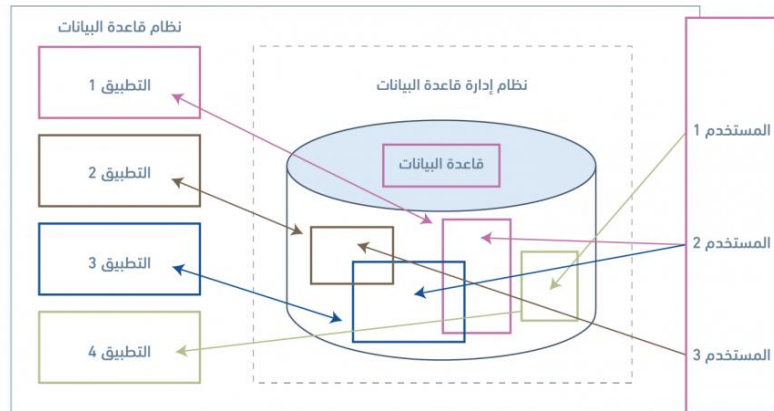 نظام قاعدة البيانات
نظام إدارة قاعدة البيانات
قاعدة البيانات
التطبيق 1
التطبيق 2
التطبيق 3
التطبيق 4
المستخدم 1
المستخدم 2
المستخدم 3